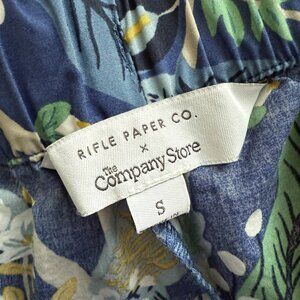 RIFLE PAPER CO.
×
The Company Store
S